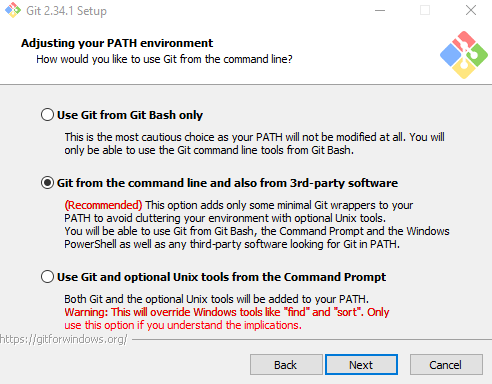 Git 2.34.1 Setup
Adjusting your PATH environment
How would you like to use Git from the command line?
Use Git from Git Bash only
This is the most cautious choice as your PATH will not be modified at all. You will
only be able to use the Git command line tools from Git Bash.
Git from the command line and also from 3rd-party software
(Recommended) This option adds only some minimal Git wrappers to your
PATH to avoid cluttering your environment with optional Unix tools.
You will be able to use Git from Git Bash, the Command Prompt and the Windows
PowerShell as well as any third-party software looking for Git in PATH.
Use Git and optional Unix tools from the Command Prompt
Both Git and the optional Unix tools will be added to your PATH.
Warning: This will override Windows tools like "find" and "sort". Only
use this option if you understand the implications.
https://gitforwindows.org/
Back Next Cancel